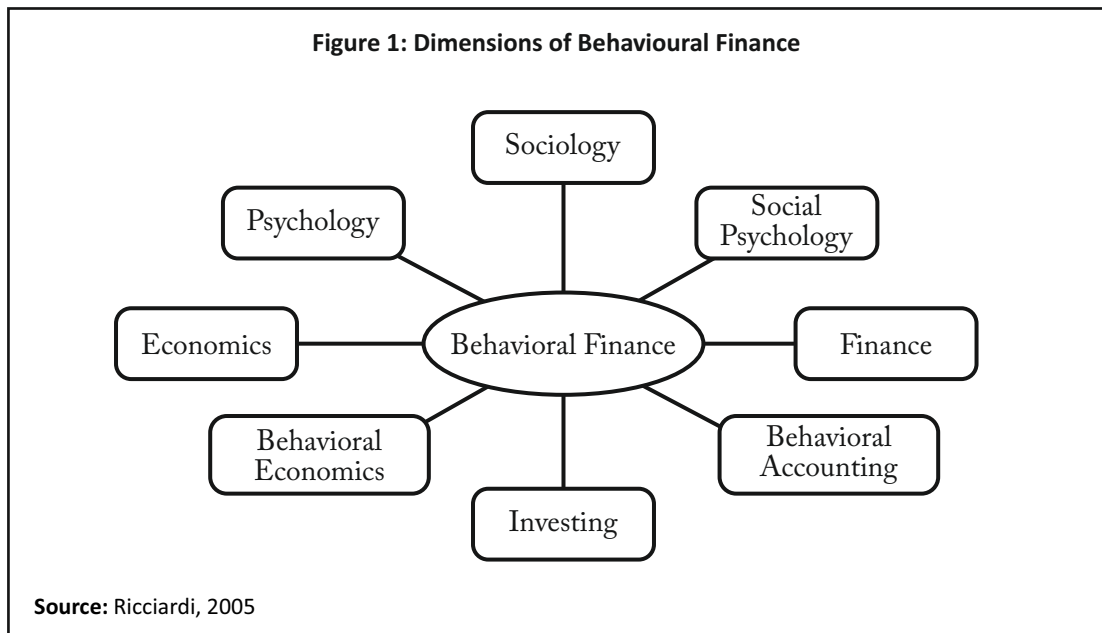 Figure 1: Dimensions of Behavioural Finance
Sociology
Psychology
Social
Psychology
Economics
Behavioral Finance
Finance
Behavioral
Economics
Behavioral
Accounting
Investing
Source: Ricciardi, 2005